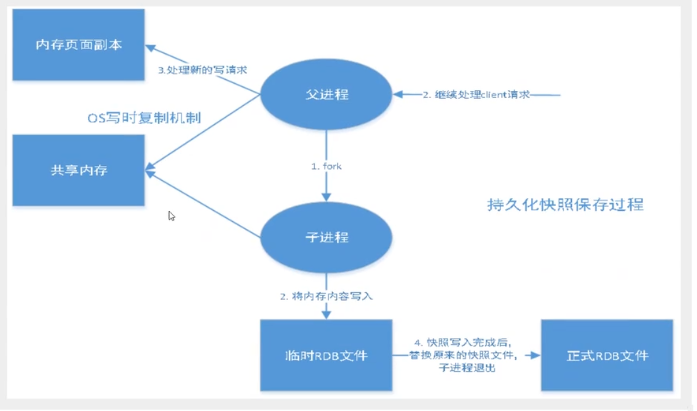 内存页面副本
3.处理新的写请求
父进程
2. 继续处理client请求
OS写时复制机制
共享内存
1. fork
持久化快照保存过程
子进程
2. 将内存内容写入
临时RDB文件
4. 快照写入完成后,
替换原来的快照文件,
子进程退出
正式RDB文件